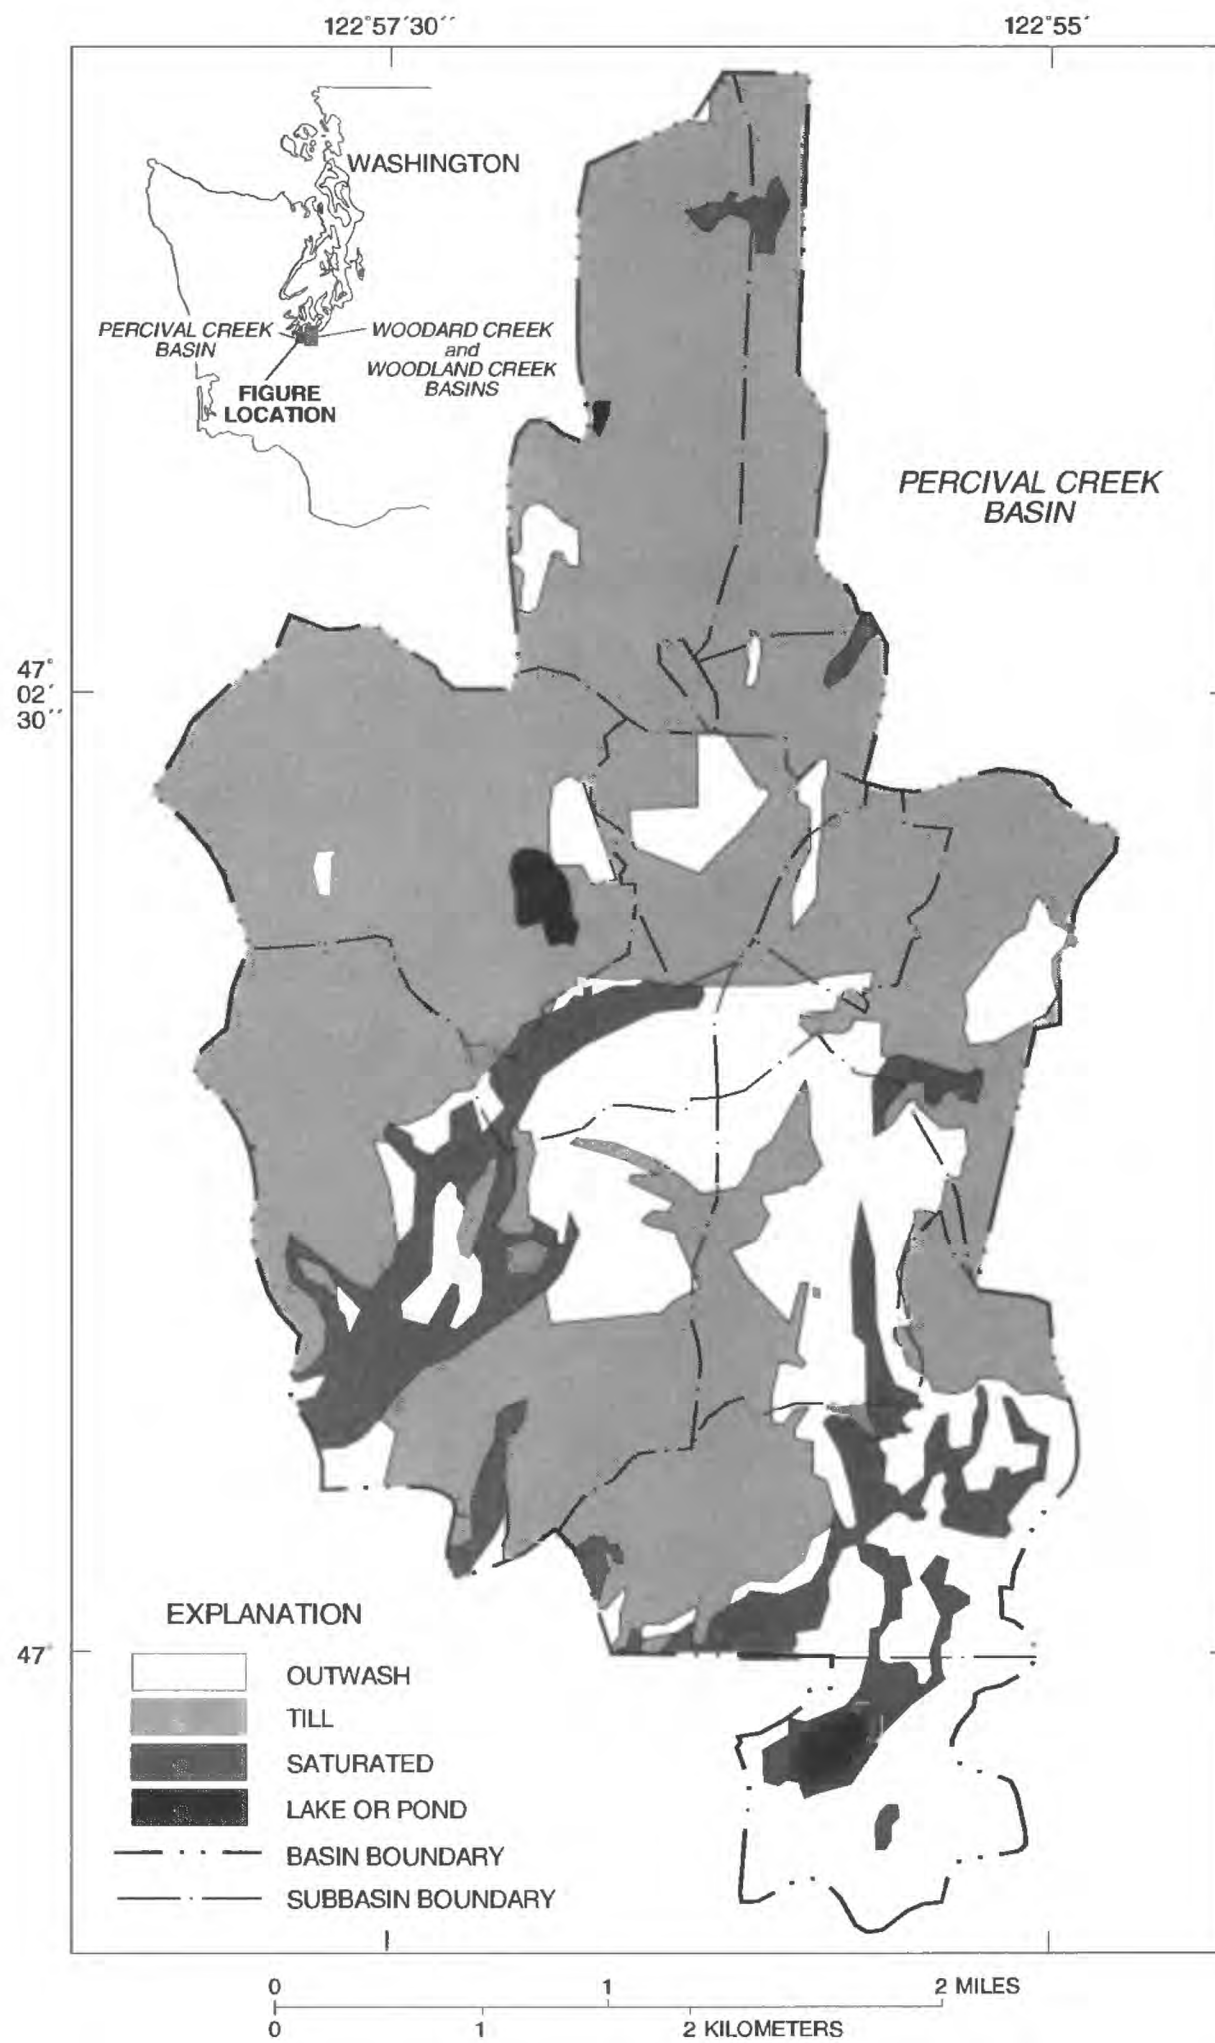 122°57′30″
122°55′
WASHINGTON
PERCIVAL CREEK
BASIN
WOODARD CREEK
and
WOODLAND CREEK
BASINS
FIGURE
LOCATION
PERCIVAL CREEK
BASIN
47°
02′
30″
47°
EXPLANATION
OUTWASH
TILL
SATURATED
LAKE OR POND
BASIN BOUNDARY
SUBBASIN BOUNDARY
0 1 2 MILES
0 1 2 KILOMETERS